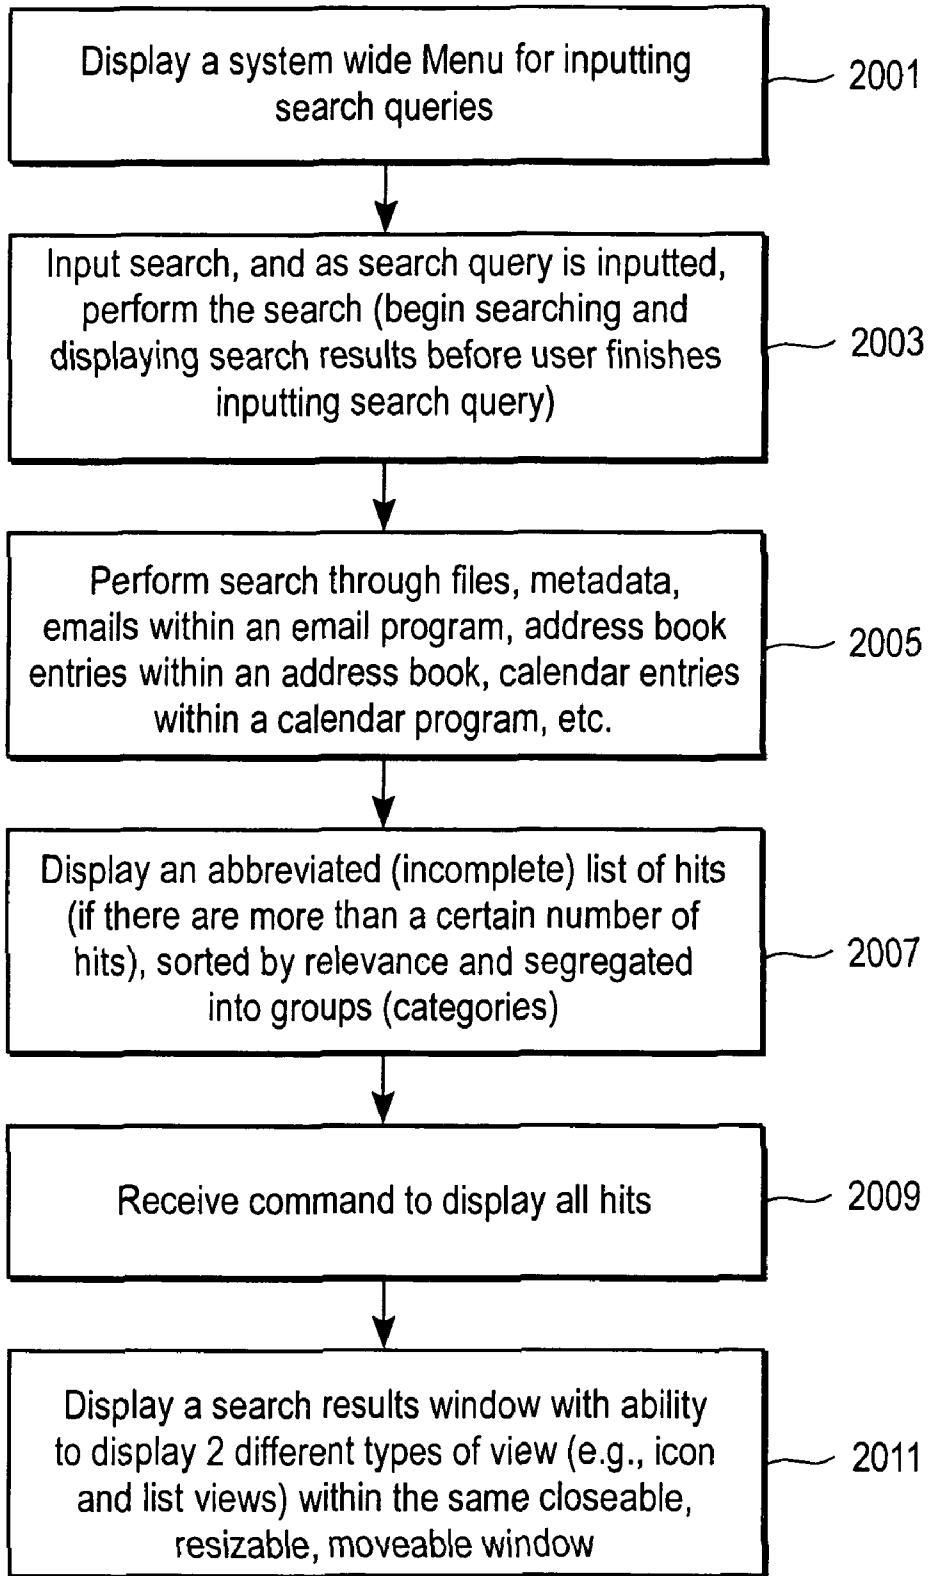 Display a system wide Menu for inputting
search queries
2001
Input search, and as search query is inputted,
perform the search (begin searching and
displaying search results before user finishes
inputting search query)
2003
Perform search through files, metadata,
emails within an email program, address book
entries within an address book, calendar entries
within a calendar program, etc.
2005
Display an abbreviated (incomplete) list of hits
(if there are more than a certain number of
hits), sorted by relevance and segregated
into groups (categories)
2007
Receive command to display all hits
2009
Display a search results window with ability
to display 2 different types of view (e.g., icon
and list views) within the same closeable,
resizable, moveable window
2011